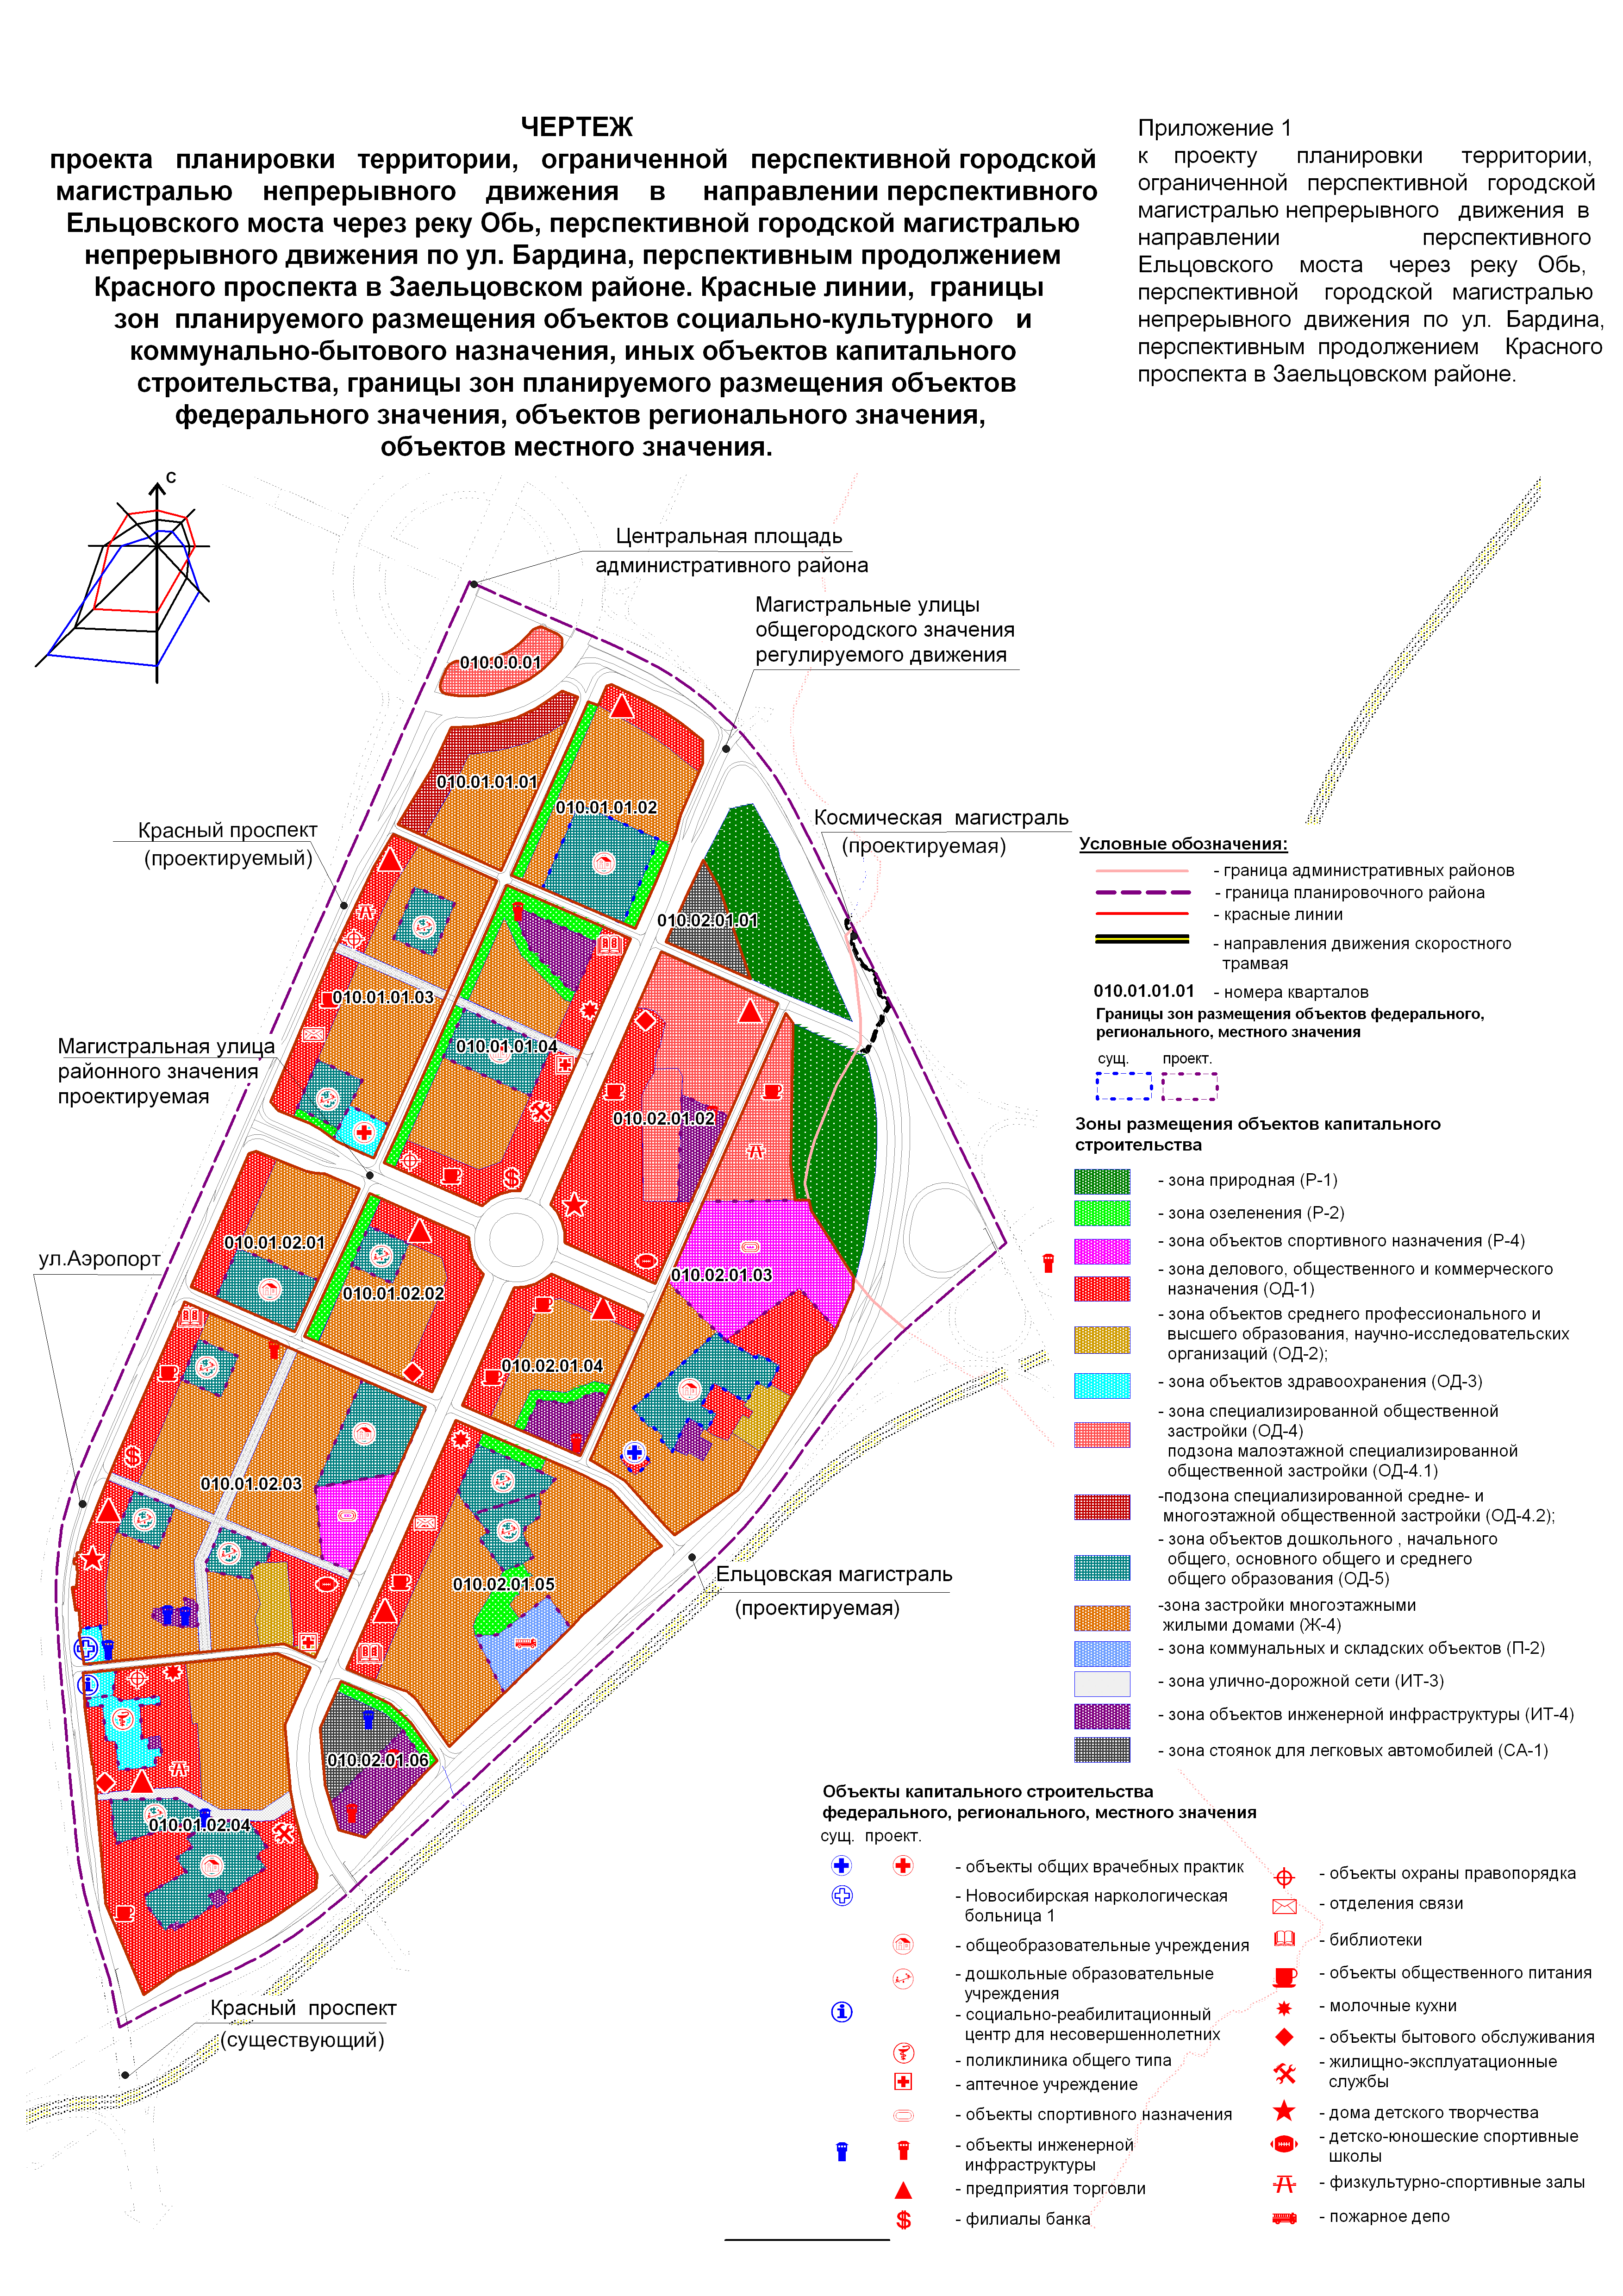 ЧЕРТЕЖ
проекта планировки территории, ограниченной перспективной городской
магистралью непрерывного движения в направлении перспективного
Ельцовского моста через реку Обь, перспективной городской магистралью
непрерывного движения по ул. Бардина, перспективным продолжением
Красного проспекта в Заельцовском районе. Красные линии, границы
зон планируемого размещения объектов социально-культурного и
коммунально-бытового назначения, иных объектов капитального
строительства, границы зон планируемого размещения объектов
федерального значения, объектов регионального значения,
объектов местного значения.
Приложение 1
к проекту планировки территории,
ограниченной перспективной городской
магистралью непрерывного движения в
направлении перспективного
Ельцовского моста через реку Обь,
перспективной городской магистралью
непрерывного движения по ул. Бардина,
перспективным продолжением Красного
проспекта в Заельцовском районе.
С
Центральная площадь
административного района
Магистральные улицы
общегородского значения
регулируемого движения
010.0.0.01
010.01.01.01
010.01.01.02
Красный проспект
(проектируемый)
Космическая магистраль
(проектируемая)
010.02.01.01
010.01.01.03
010.01.01.04
Магистральная улица
районного значения
проектируемая
010.02.01.02
010.01.02.01
ул.Аэропорт
010.02.01.03
010.01.02.02
010.02.01.04
010.01.02.03
010.02.01.05
Ельцовская магистраль
(проектируемая)
010.02.01.06
010.01.02.04
Красный проспект
(существующий)
Условные обозначения:
- граница административных районов
- граница планировочного района
- красные линии
- направления движения скоростного
трамвая
010.01.01.01 - номера кварталов
Границы зон размещения объектов федерального,
регионального, местного значения
сущ. проект.
Зоны размещения объектов капитального
строительства
- зона природная (Р-1)
- зона озеленения (Р-2)
- зона объектов спортивного назначения (Р-4)
- зона делового, общественного и коммерческого
назначения (ОД-1)
- зона объектов среднего профессионального и
высшего образования, научно-исследовательских
организаций (ОД-2);
- зона объектов здравоохранения (ОД-3)
- зона специализированной общественной
застройки (ОД-4)
подзона малоэтажной специализированной
общественной застройки (ОД-4.1)
-подзона специализированной средне- и
многоэтажной общественной застройки (ОД-4.2);
- зона объектов дошкольного , начального
общего, основного общего и среднего
общего образования (ОД-5)
-зона застройки многоэтажными
жилыми домами (Ж-4)
- зона коммунальных и складских объектов (П-2)
- зона улично-дорожной сети (ИТ-3)
- зона объектов инженерной инфраструктуры (ИТ-4)
- зона стоянок для легковых автомобилей (СА-1)
Объекты капитального строительства
федерального, регионального, местного значения
сущ. проект.
- объекты общих врачебных практик
- Новосибирская наркологическая
больница 1
- общеобразовательные учреждения
- дошкольные образовательные
учреждения
- социально-реабилитационный
центр для несовершеннолетних
- поликлиника общего типа
- аптечное учреждение
- объекты спортивного назначения
- объекты инженерной
инфраструктуры
- предприятия торговли
- филиалы банка
- объекты охраны правопорядка
- отделения связи
- библиотеки
- объекты общественного питания
- молочные кухни
- объекты бытового обслуживания
- жилищно-эксплуатационные
службы
- дома детского творчества
- детско-юношеские спортивные
школы
- физкультурно-спортивные залы
- пожарное депо